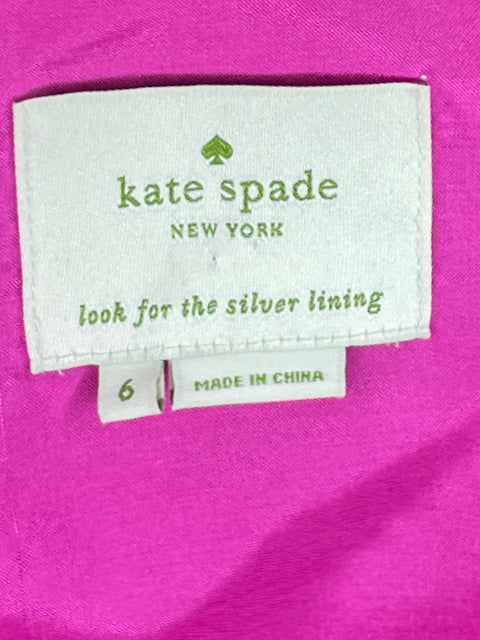 kate spade
NEW YORK
look for the silver lining
6
MADE IN CHINA